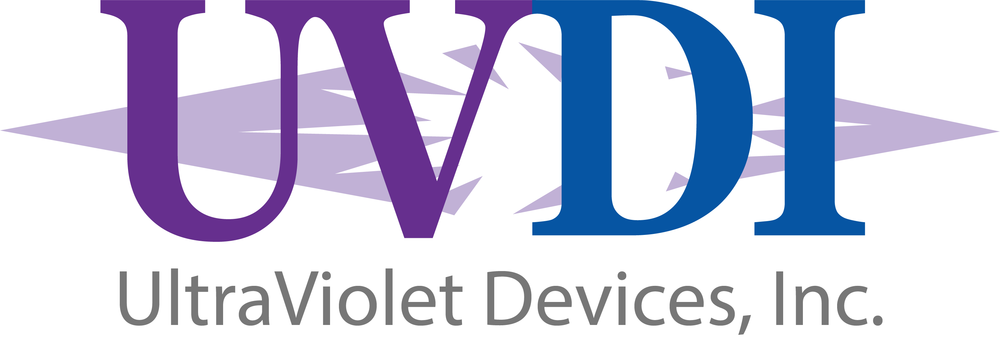 UVDI
UltraViolet Devices, Inc.